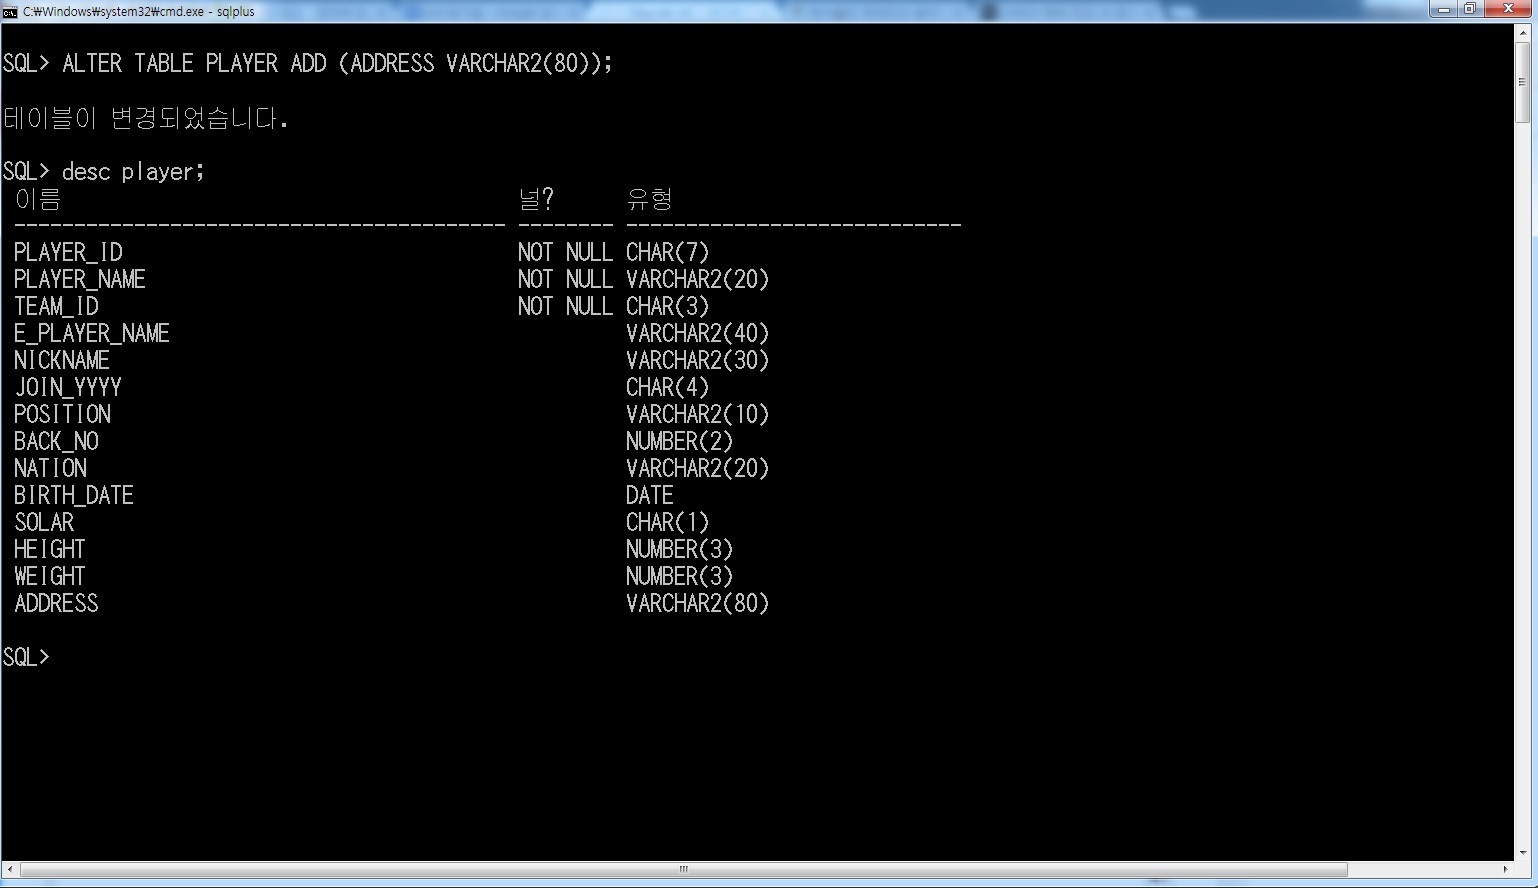 C:₩Windows₩system32₩cmd.exe - sqlplus
SQL> ALTER TABLE PLAYER ADD (ADDRESS VARCHAR2(80));
테이블이 변경되었습니다.
SQL> desc player;
이름 널? 유형
----------------------------------------- -------- ----------------------------
PLAYER_ID NOT NULL CHAR(7)
PLAYER_NAME NOT NULL VARCHAR2(20)
TEAM_ID NOT NULL CHAR(3)
E_PLAYER_NAME VARCHAR2(40)
NICKNAME VARCHAR2(30)
JOIN_YYYY CHAR(4)
POSITION VARCHAR2(10)
BACK_NO NUMBER(2)
NATION VARCHAR2(20)
BIRTH_DATE DATE
SOLAR CHAR(1)
HEIGHT NUMBER(3)
WEIGHT NUMBER(3)
ADDRESS VARCHAR2(80)
SQL>